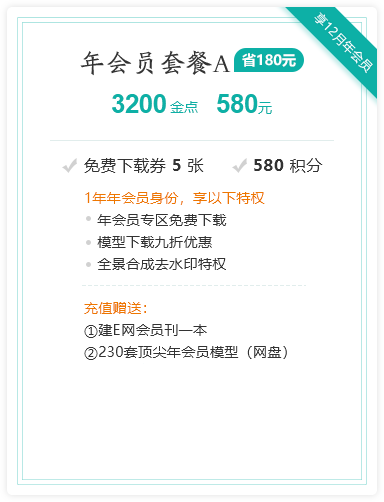 享12月年会员
年会员套餐A 省180元
3200金点 580元
免费下载券 5 张 580 积分
1年年会员身份，享以下特权
年会员专区免费下载
模型下载九折优惠
全景合成去水印特权
充值赠送：
①建E网会员刊一本
②230套顶尖年会员模型（网盘）